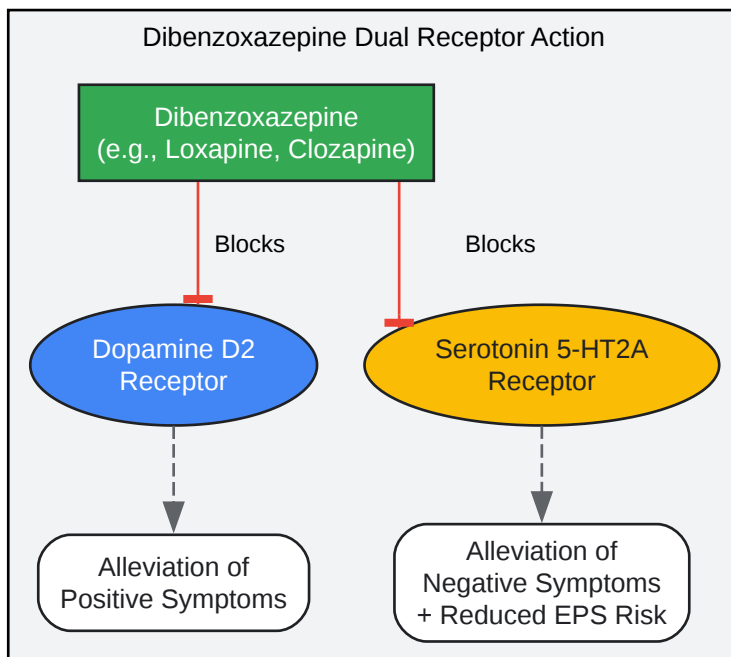 Dibenzoxazepine Dual Receptor Action
Dibenzoxazepine
(e.g., Loxapine, Clozapine)
Blocks
Blocks
Dopamine D2
Receptor
Serotonin 5-HT2A
Receptor
Alleviation of
Positive Symptoms
Alleviation of
Negative Symptoms
+ Reduced EPS Risk